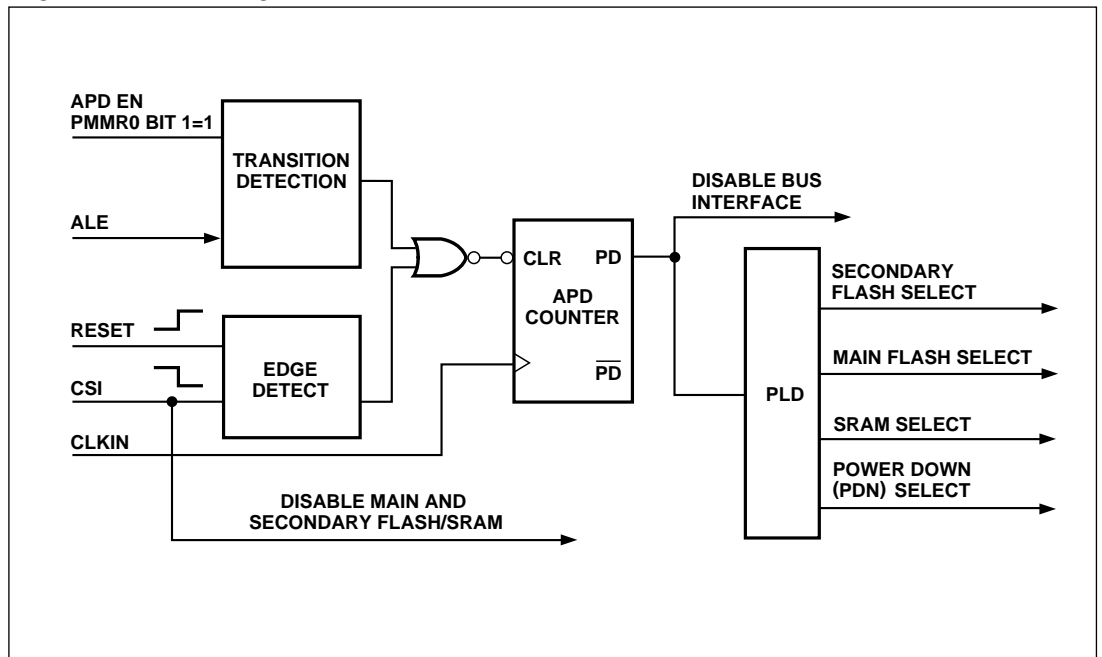 APD EN
PMMR0 BIT 1=1
TRANSITION
DETECTION
ALE
RESET
CSI
CLKIN
EDGE
DETECT
DISABLE MAIN AND
SECONDARY FLASH/SRAM
CLR
PD
APD
COUNTER
PD
DISABLE BUS
INTERFACE
PLD
SECONDARY
FLASH SELECT
MAIN FLASH SELECT
SRAM SELECT
POWER DOWN
(PDN) SELECT